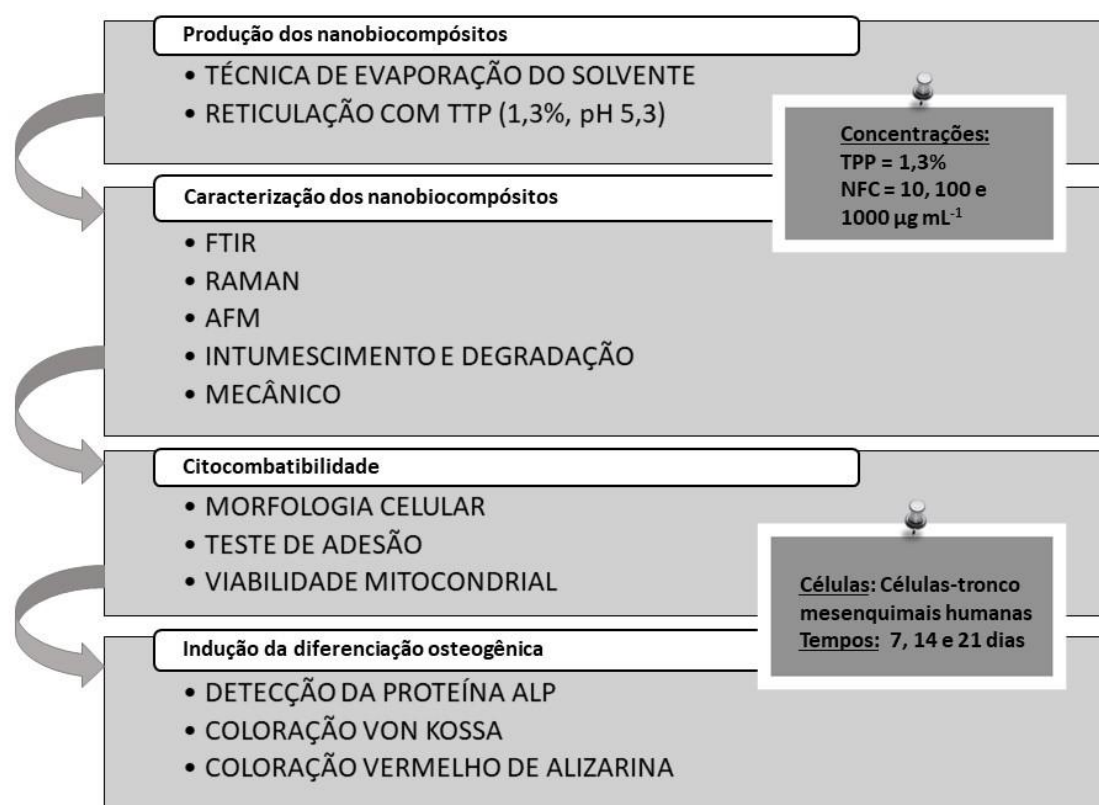 Produção dos nanobiocompósitos
• TÉCNICA DE EVAPORAÇÃO DO SOLVENTE
• RETICULAÇÃO COM TTP (1,3%, pH 5,3)
Concentrações:
TPP = 1,3%
NFC = 10, 100 e
1000 µg mL⁻¹
Caracterização dos nanobiocompósitos
• FTIR
• RAMAN
• AFM
• INTUMESCIMENTO E DEGRADAÇÃO
• MECÂNICO
Citocombatibilidade
• MORFOLOGIA CELULAR
• TESTE DE ADESÃO
• VIABILIDADE MITOCONDRIAL
Células: Células-tronco
mesenquimais humanas
Tempos: 7, 14 e 21 dias
Indução da diferenciação osteogênica
• DETECÇÃO DA PROTEÍNA ALP
• COLORAÇÃO VON KOSSA
• COLORAÇÃO VERMELHO DE ALIZARINA